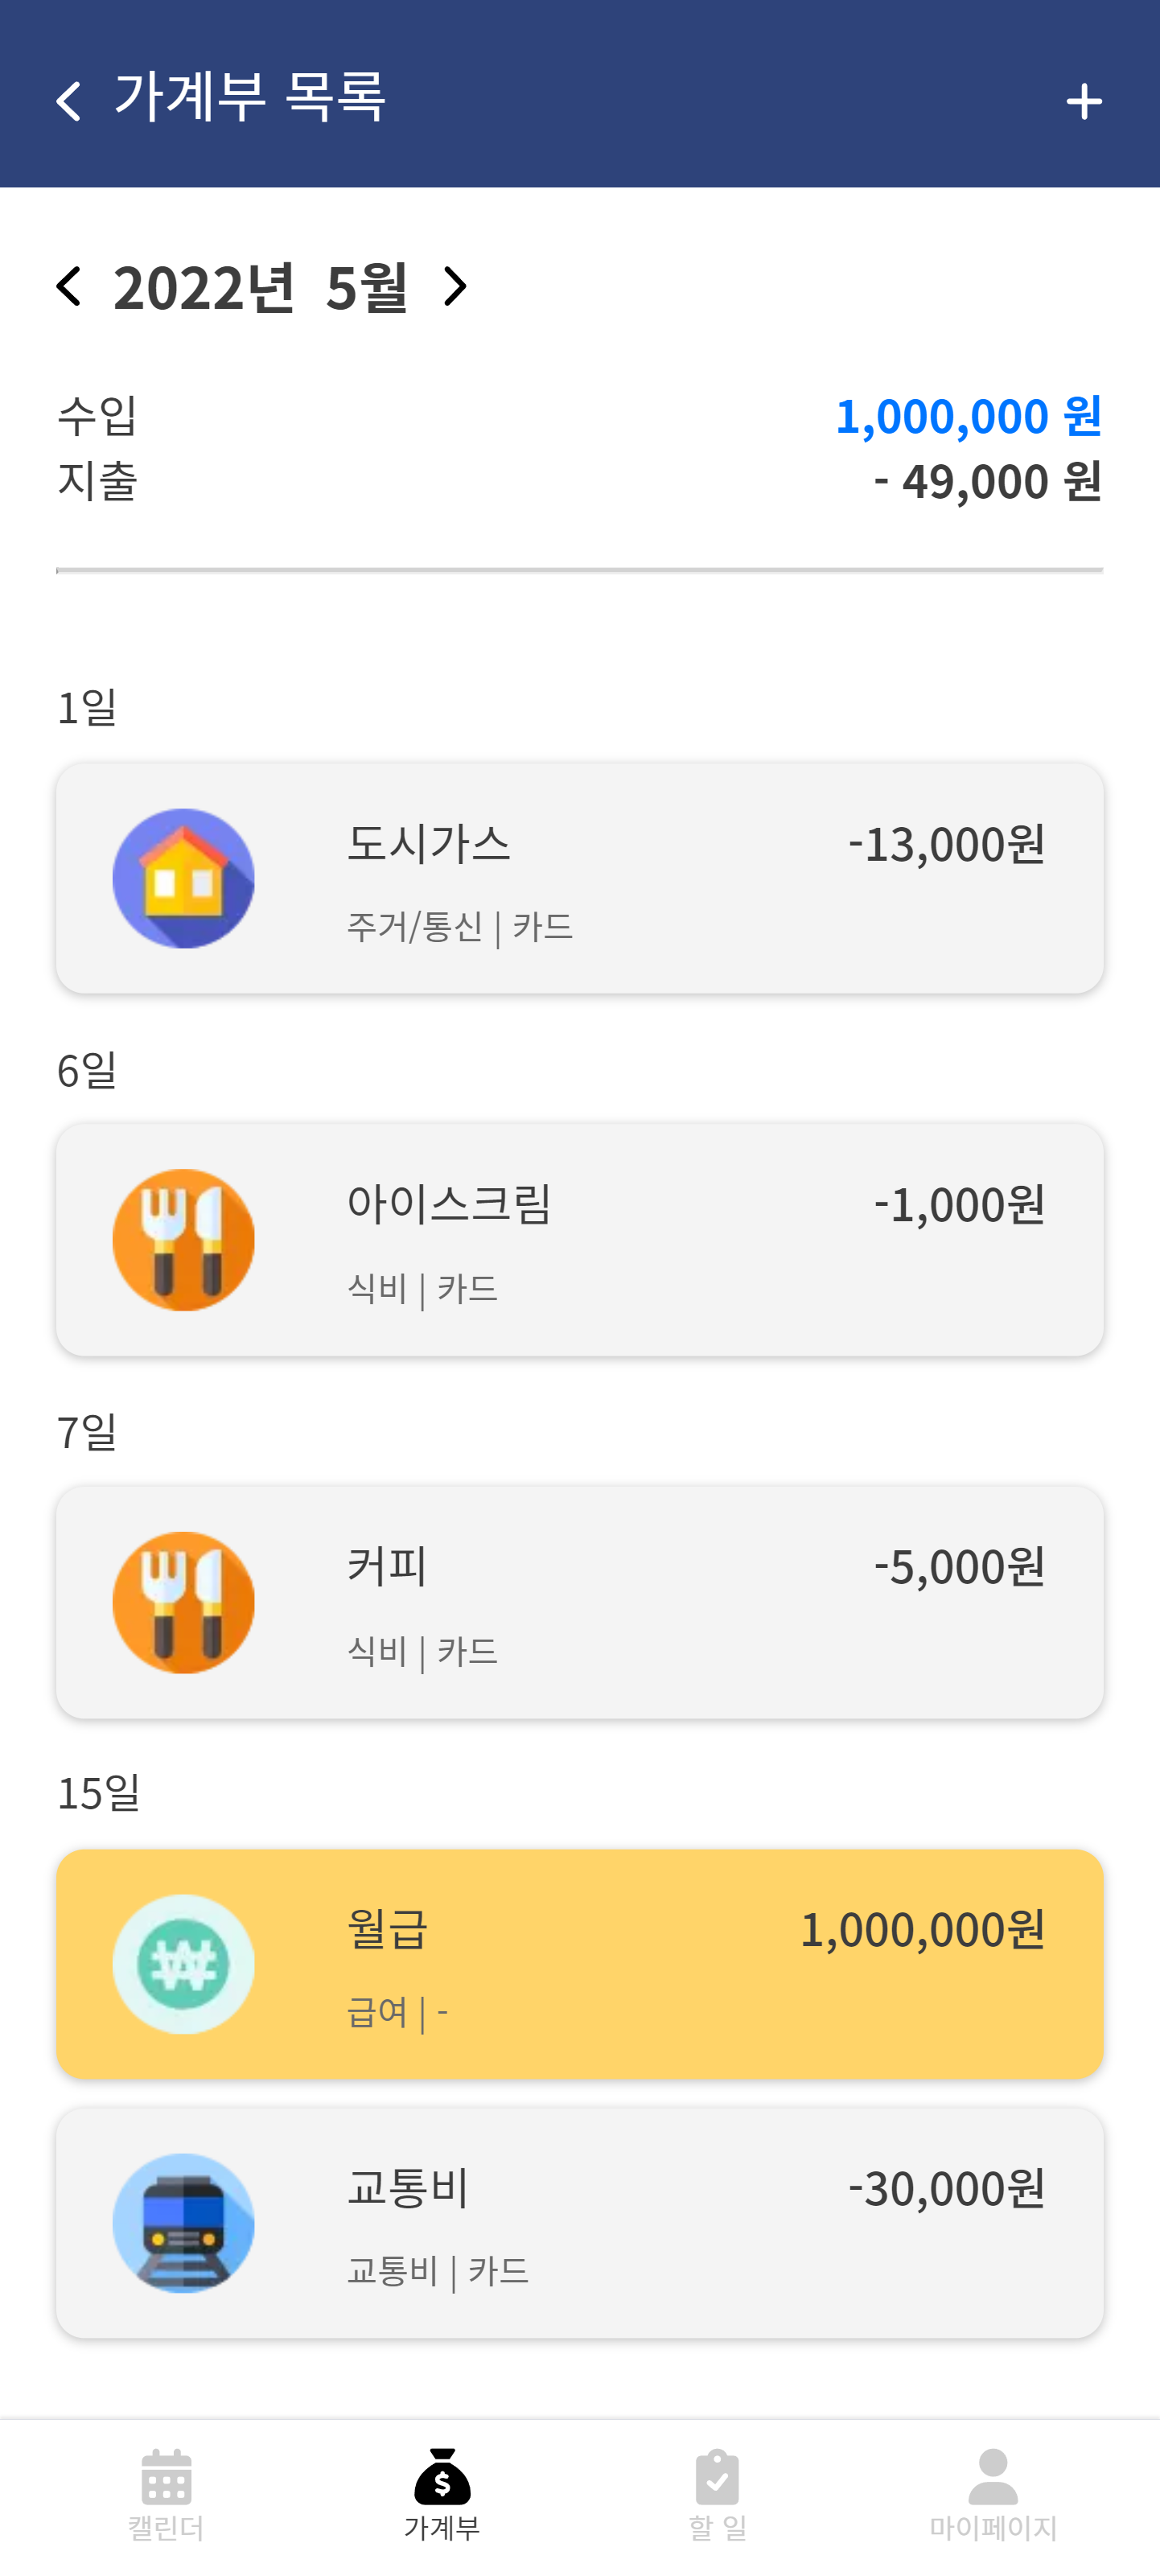 가계부 목록
2022년 5월
수입 1,000,000 원
지출 - 49,000 원
1일
도시가스 -13,000원
주거/통신 | 카드
6일
아이스크림 -1,000원
식비 | 카드
7일
커피 -5,000원
식비 | 카드
15일
월급 1,000,000원
급여 | -
교통비 -30,000원
교통비 | 카드
캘린더 가계부 할 일 마이페이지